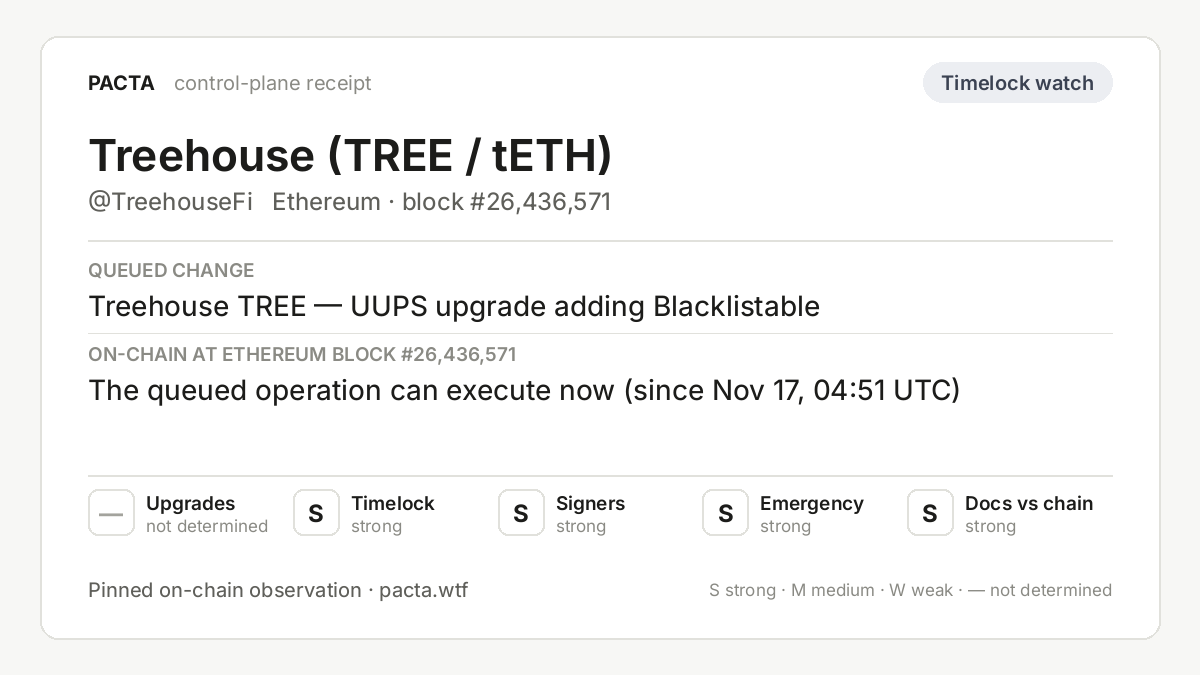 PACTA control-plane receipt
Timelock watch
Treehouse (TREE / tETH)
@TreehouseFi Ethereum · block #26,436,571
QUEUED CHANGE
Treehouse TREE — UUPS upgrade adding Blacklistable
ON-CHAIN AT ETHEREUM BLOCK #26,436,571
The queued operation can execute now (since Nov 17, 04:51 UTC)
— Upgrades
not determined
S Timelock
strong
S Signers
strong
S Emergency
strong
S Docs vs chain
strong
Pinned on-chain observation · pacta.wtf
S strong · M medium · W weak · — not determined